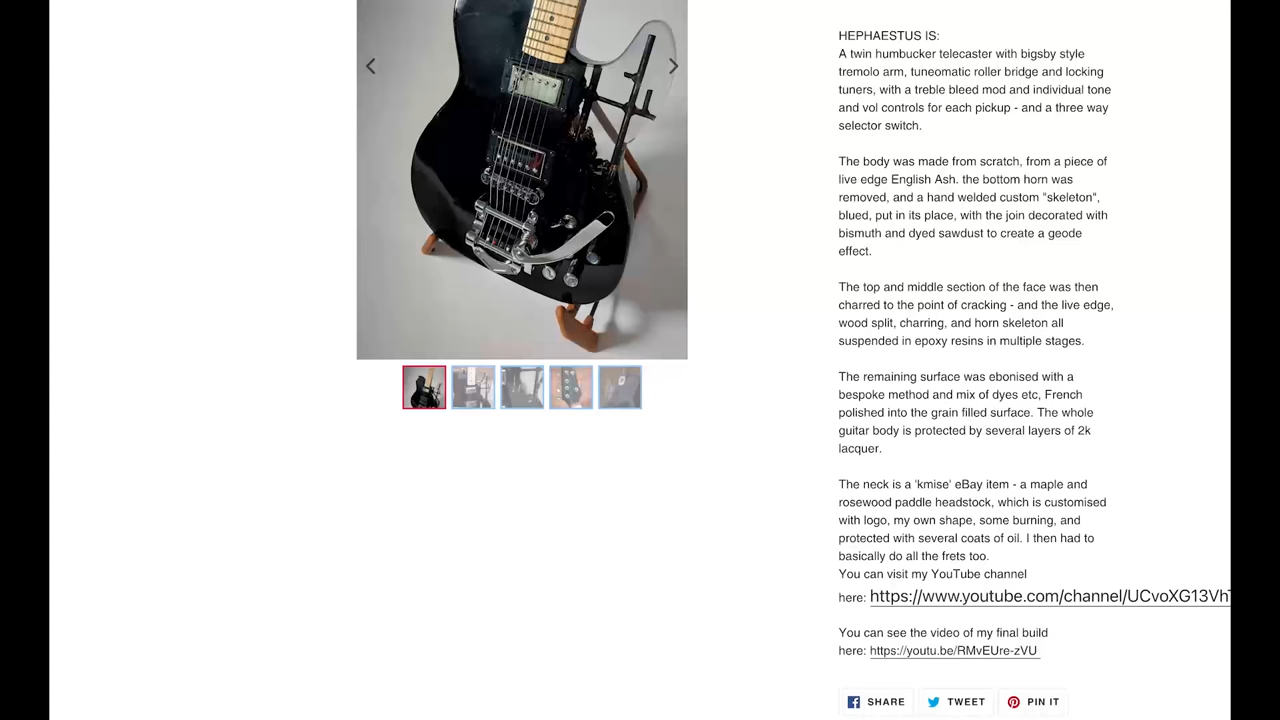 HEPHAESTUS IS:
A twin humbucker telecaster with bigsby style
tremolo arm, tuneomatic roller bridge and locking
tuners, with a treble bleed mod and individual tone
and vol controls for each pickup - and a three way
selector switch.
The body was made from scratch, from a piece of
live edge English Ash. the bottom horn was
removed, and a hand welded custom "skeleton",
blued, put in its place, with the join decorated with
bismuth and dyed sawdust to create a geode
effect.
The top and middle section of the face was then
charred to the point of cracking - and the live edge,
wood split, charring, and horn skeleton all
suspended in epoxy resins in multiple stages.
The remaining surface was ebonised with a
bespoke method and mix of dyes etc, French
polished into the grain filled surface. The whole
guitar body is protected by several layers of 2k
lacquer.
The neck is a 'kmise' eBay item - a maple and
rosewood paddle headstock, which is customised
with logo, my own shape, some burning, and
protected with several coats of oil. I then had to
basically do all the frets too.
You can visit my YouTube channel
here: https://www.youtube.com/channel/UCvoXG13Vh
You can see the video of my final build
here: https://youtu.be/RMvEUre-zVU
SHARE TWEET PIN IT